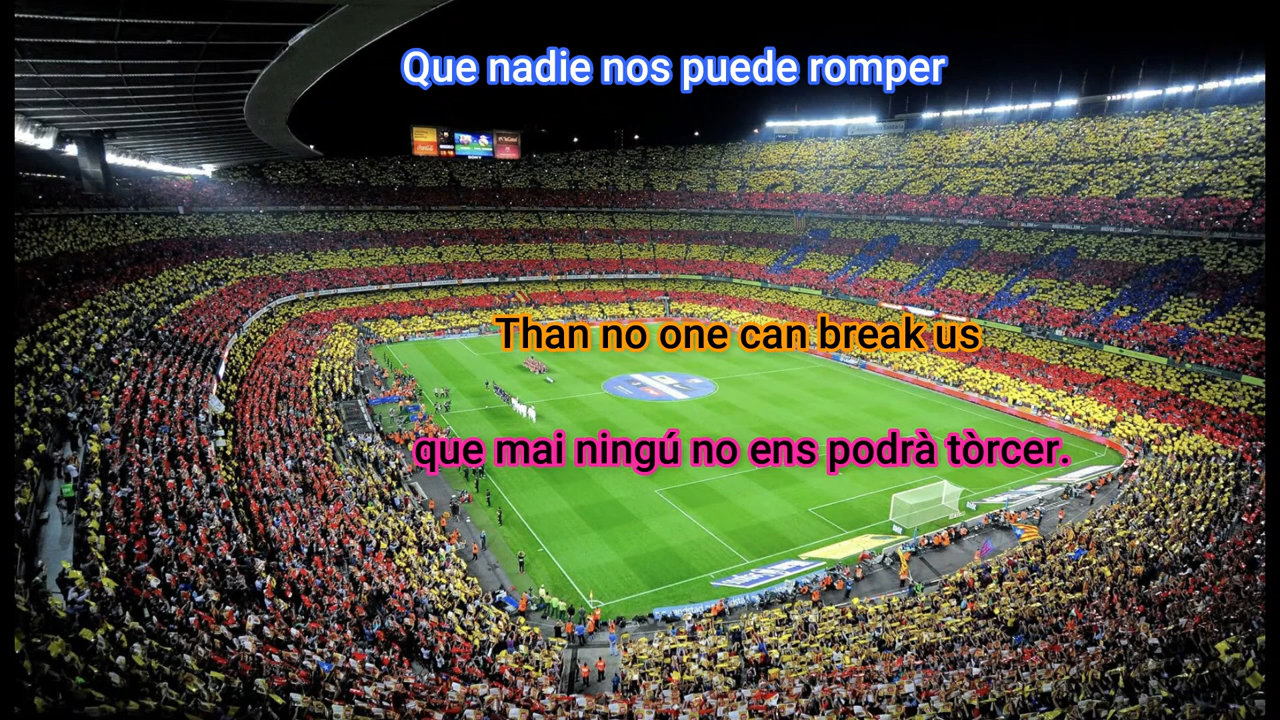 Que nadie nos puede romper
Than no one can break us
que mai ningú no ens podrà tòrcer.